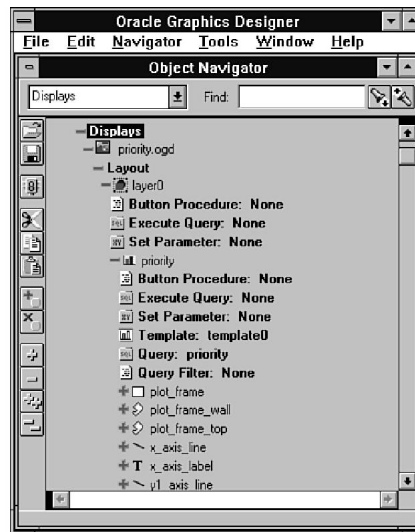 Oracle Graphics Designer
File Edit Navigator Tools Window Help
Object Navigator
Displays Find:
Displays
priority.ogd
Layout
layer0
Button Procedure: None
Execute Query: None
Set Parameter: None
priority
Button Procedure: None
Execute Query: None
Set Parameter: None
Template: template0
Query: priority
Query Filter: None
plot_frame
plot_frame_wall
plot_frame_top
x_axis_line
T x_axis_label
y1_axis_line